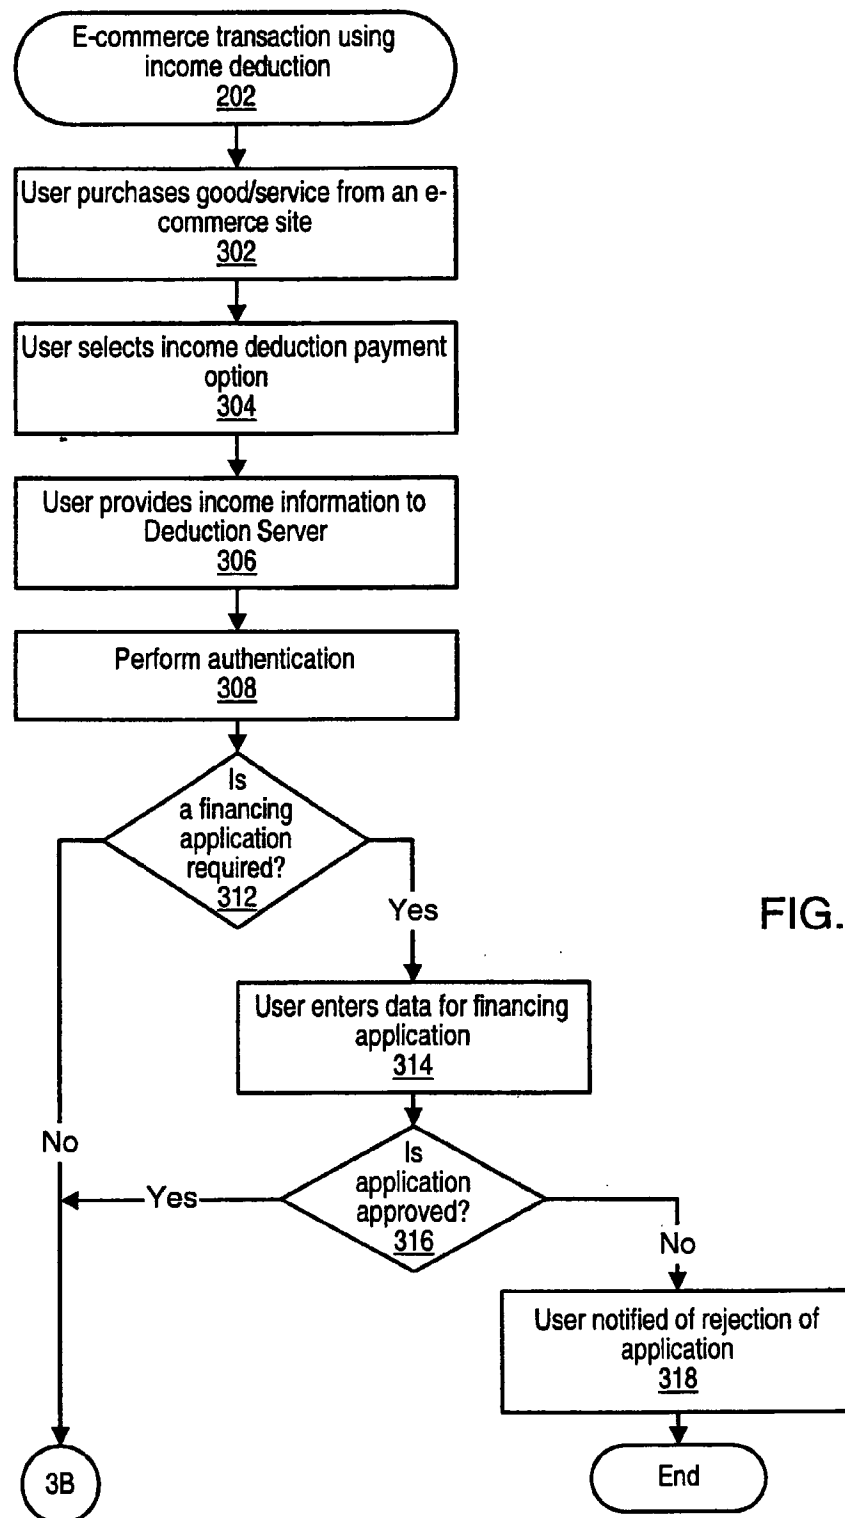 E-commerce transaction using
income deduction
202
User purchases good/service from an e-
commerce site
302
User selects income deduction payment
option
304
User provides income information to
Deduction Server
306
Perform authentication
308
Is
a financing
application
required?
312
Yes
FIG.
User enters data for financing
application
314
No
Is
application
approved?
316
Yes
No
User notified of rejection of
application
318
3B
End